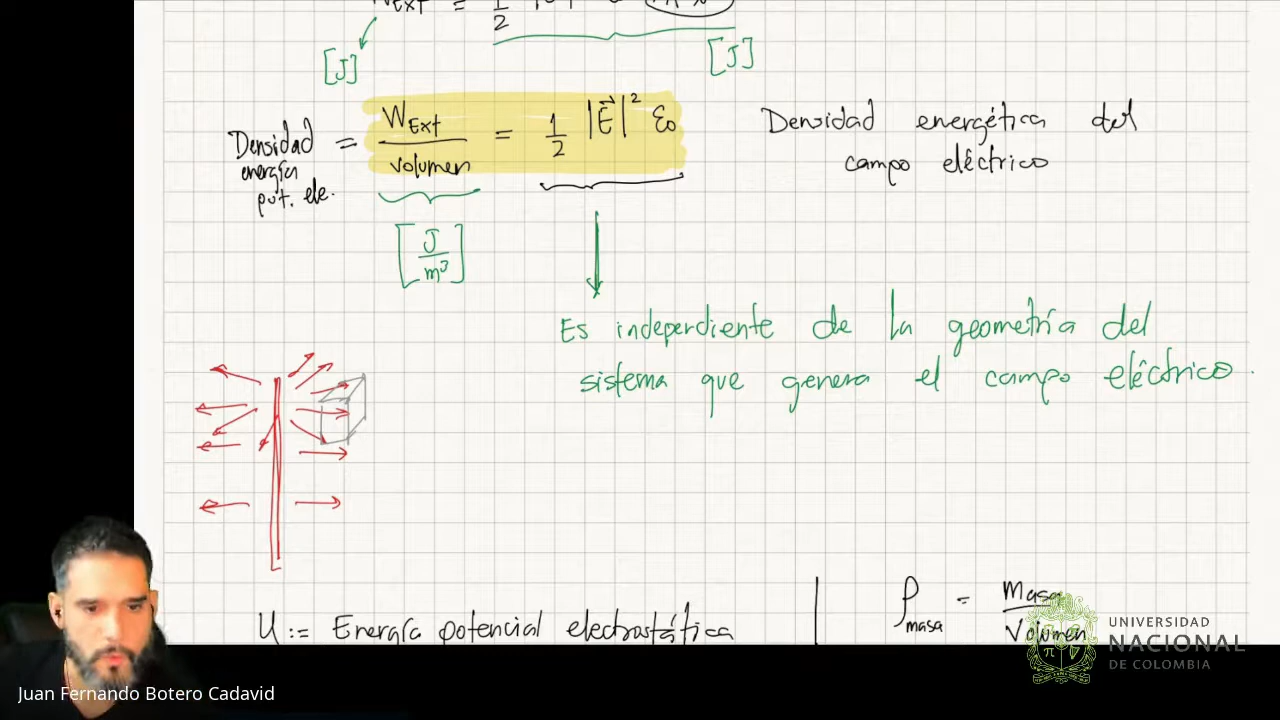 [J]
[J]
Densidad energía pot. ele. = W_Ext / volumen = 1/2 |E⃗|² ε₀
Densidad energética del
campo eléctrico
[J/m³]
Es independiente de la geometría del
sistema que genera el campo eléctrico.
U := Energía potencial electrostática
ρ_masa = Masa / Volumen
UNIVERSIDAD
NACIONAL
DE COLOMBIA
Juan Fernando Botero Cadavid